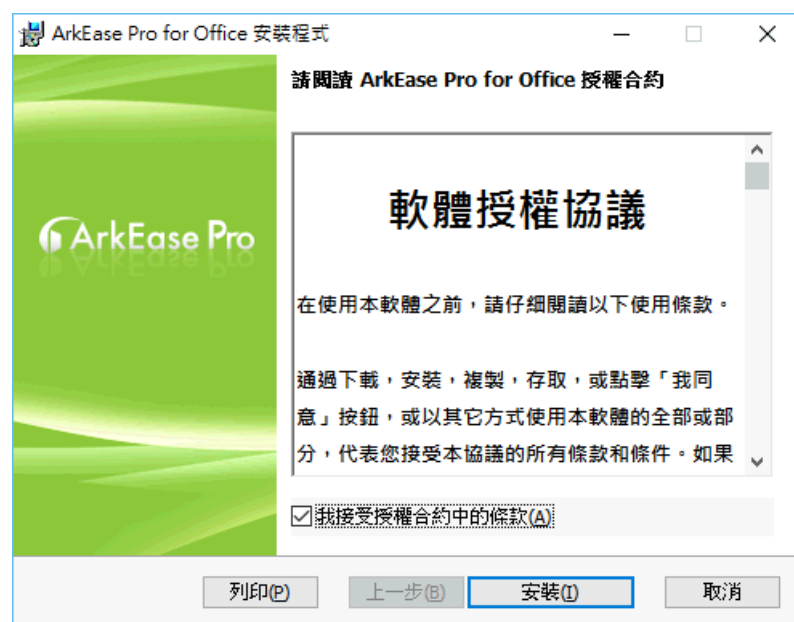 ArkEase Pro for Office 安裝程式
請閱讀 ArkEase Pro for Office 授權合約
ArkEase Pro
軟體授權協議
在使用本軟體之前，請仔細閱讀以下使用條款。
通過下載，安裝，複製，存取，或點擊「我同
意」按鈕，或以其它方式使用本軟體的全部或部
分，代表您接受本協議的所有條款和條件。如果
我接受授權合約中的條款(A)
列印(P)
上一步(B)
安裝(I)
取消